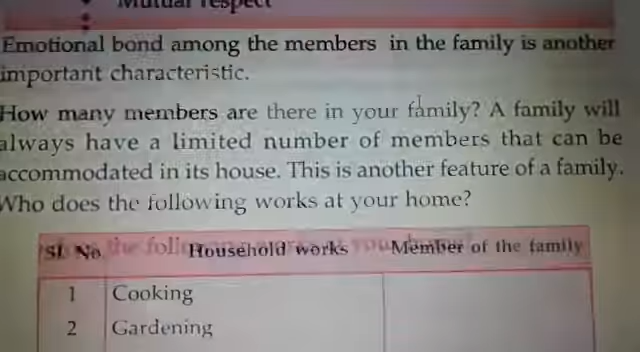 Mutual respect
Emotional bond among the members in the family is another
important characteristic.
How many members are there in your family? A family will
always have a limited number of members that can be
accommodated in its house. This is another feature of a family.
Who does the following works at your home?
Sl. No. Household works Member of the family
1 Cooking
2 Gardening